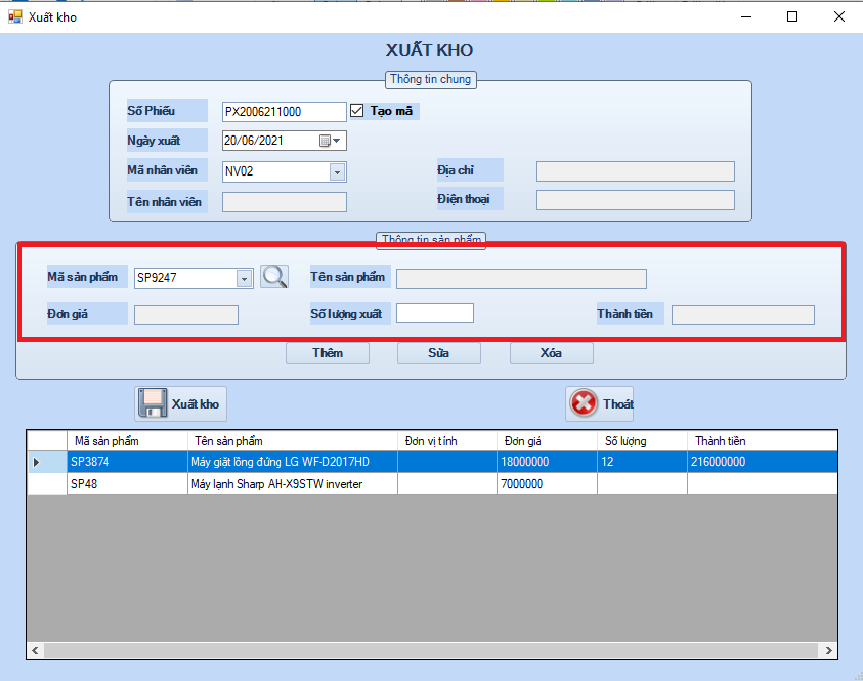 Xuất kho
XUẤT KHO
Thông tin chung
Số Phiếu PX2006211000 Tạo mã
Ngày xuất 20/06/2021
Mã nhân viên NV02 Địa chỉ
Tên nhân viên Điện thoại
Thông tin sản phẩm
Mã sản phẩm SP9247 Tên sản phẩm
Đơn giá Số lượng xuất Thành tiền
Thêm Sửa Xóa
Xuất kho Thoát
Mã sản phẩm Tên sản phẩm Đơn vị tính Đơn giá Số lượng Thành tiền
SP3874 Máy giặt lồng đứng LG WF-D2017HD 18000000 12 216000000
SP48 Máy lạnh Sharp AH-X9STW inverter 7000000